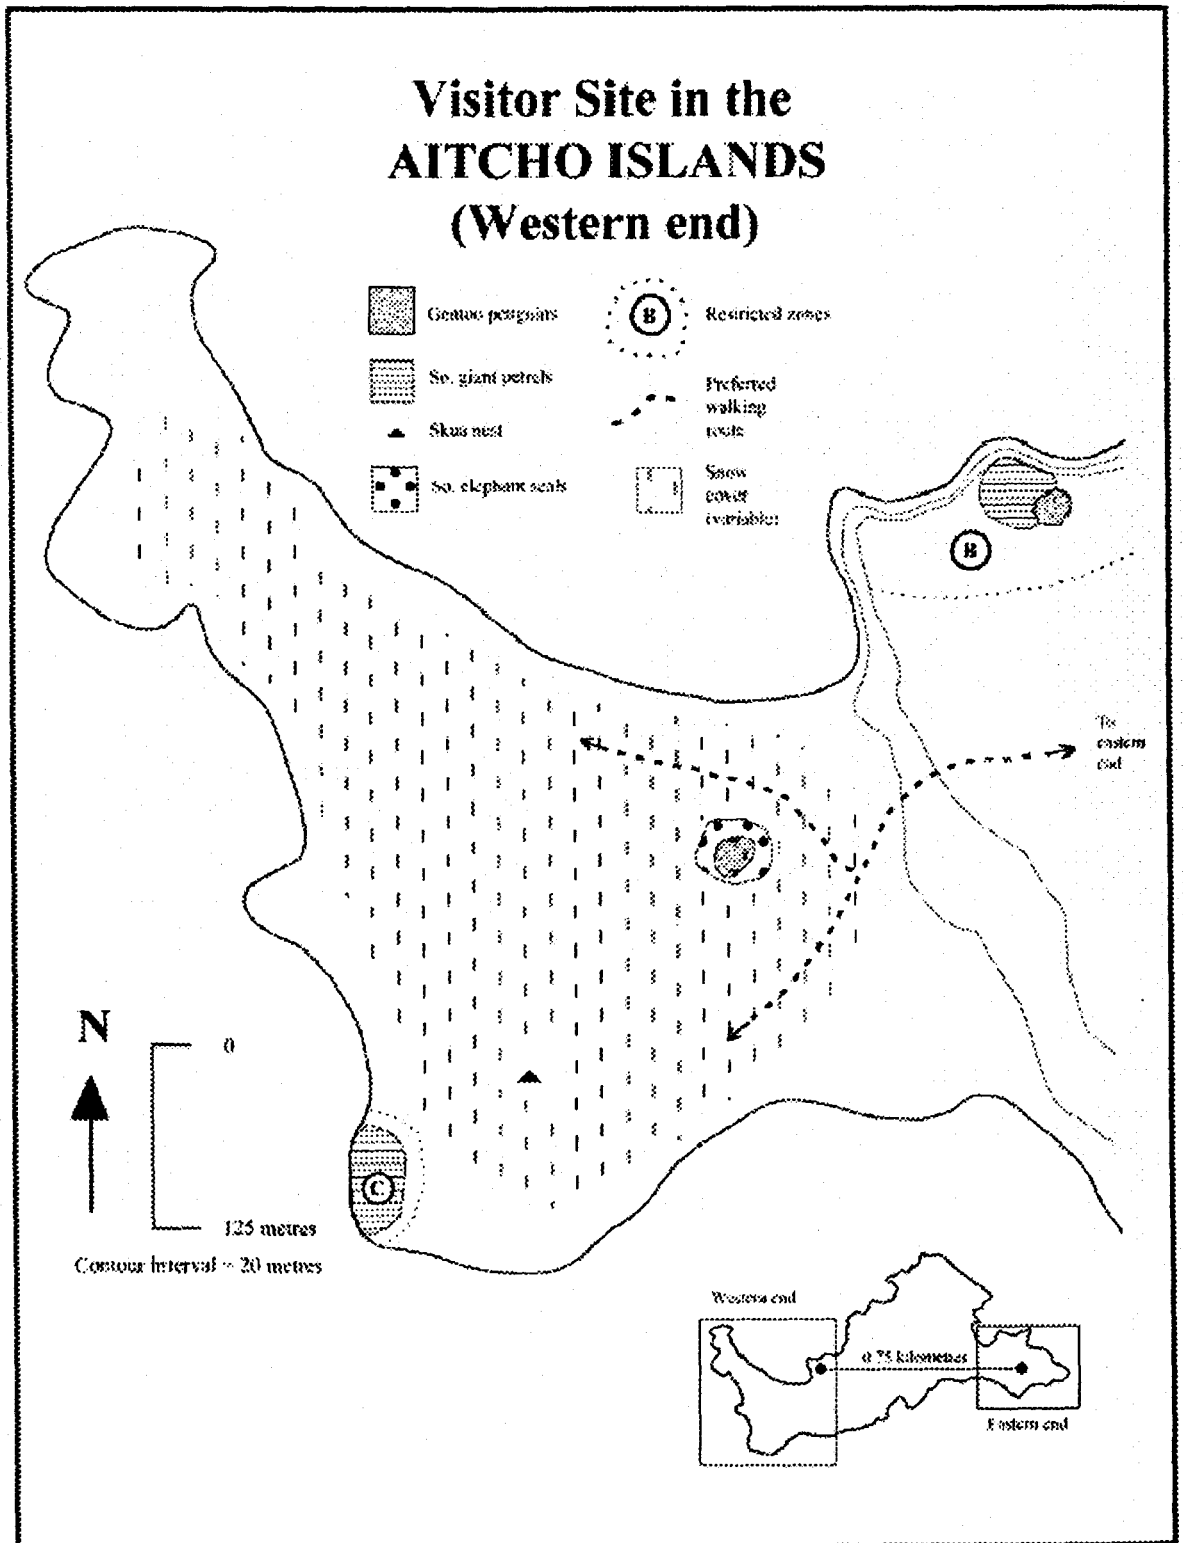 Visitor Site in the
AITCHO ISLANDS
(Western end)
Gentoo penguins
So. giant petrels
Skua nest
So. elephant seals
B
Restricted zones
Preferred
walking
route
Snow
cover
(variable)
B
To
eastern
end
N
0
125 metres
Contour Interval = 20 metres
C
Western end
0.75 kilometres
Eastern end